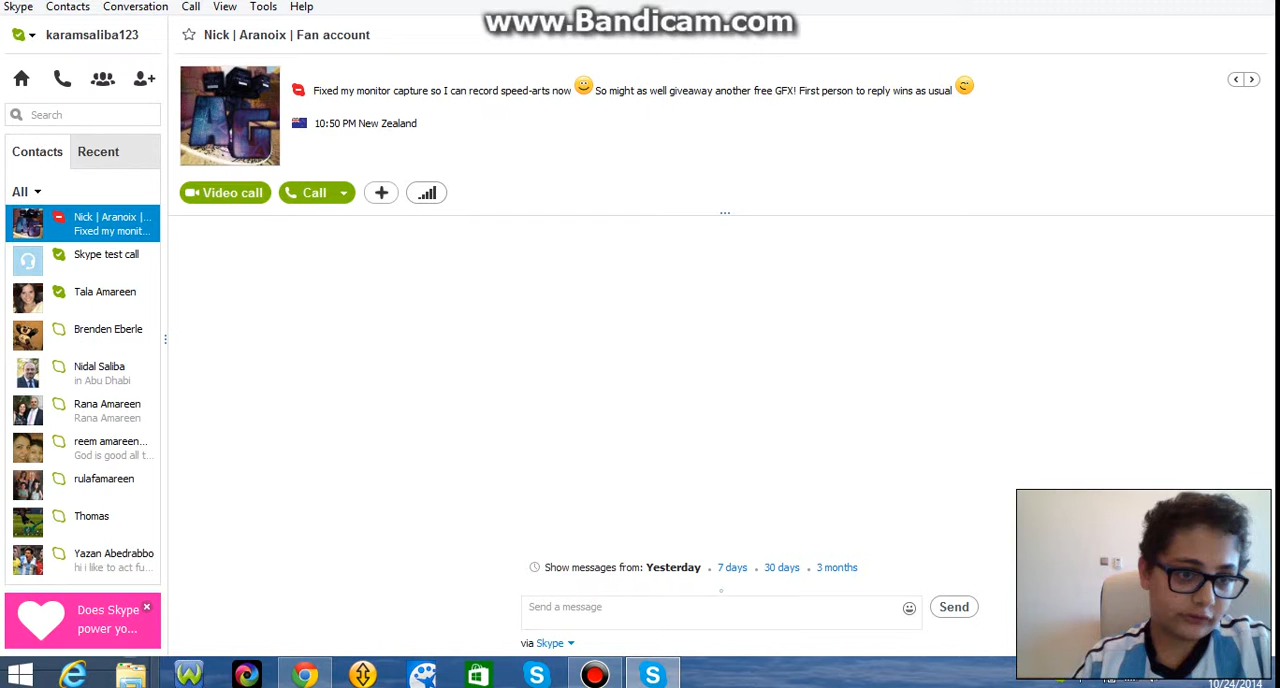 Skype Contacts Conversation Call View Tools Help
www.Bandicam.com
karamsaliba123
Nick | Aranoix | Fan account
Fixed my monitor capture so I can record speed-arts now So might as well giveaway another free GFX! First person to reply wins as usual
AG
10:50 PM New Zealand
Search
Contacts Recent
Video call Call
All
Nick | Aranoix |...
Fixed my monit...
Skype test call
Tala Amareen
Brenden Eberle
Nidal Saliba
in Abu Dhabi
Rana Amareen
Rana Amareen
reem amareen...
God is good all t...
rulafamareen
Thomas
Yazan Abedrabbo
hi i like to act fu...
Show messages from: Yesterday . 7 days . 30 days . 3 months
Send a message
Send
via Skype
Does Skype
power yo...
10/24/2014